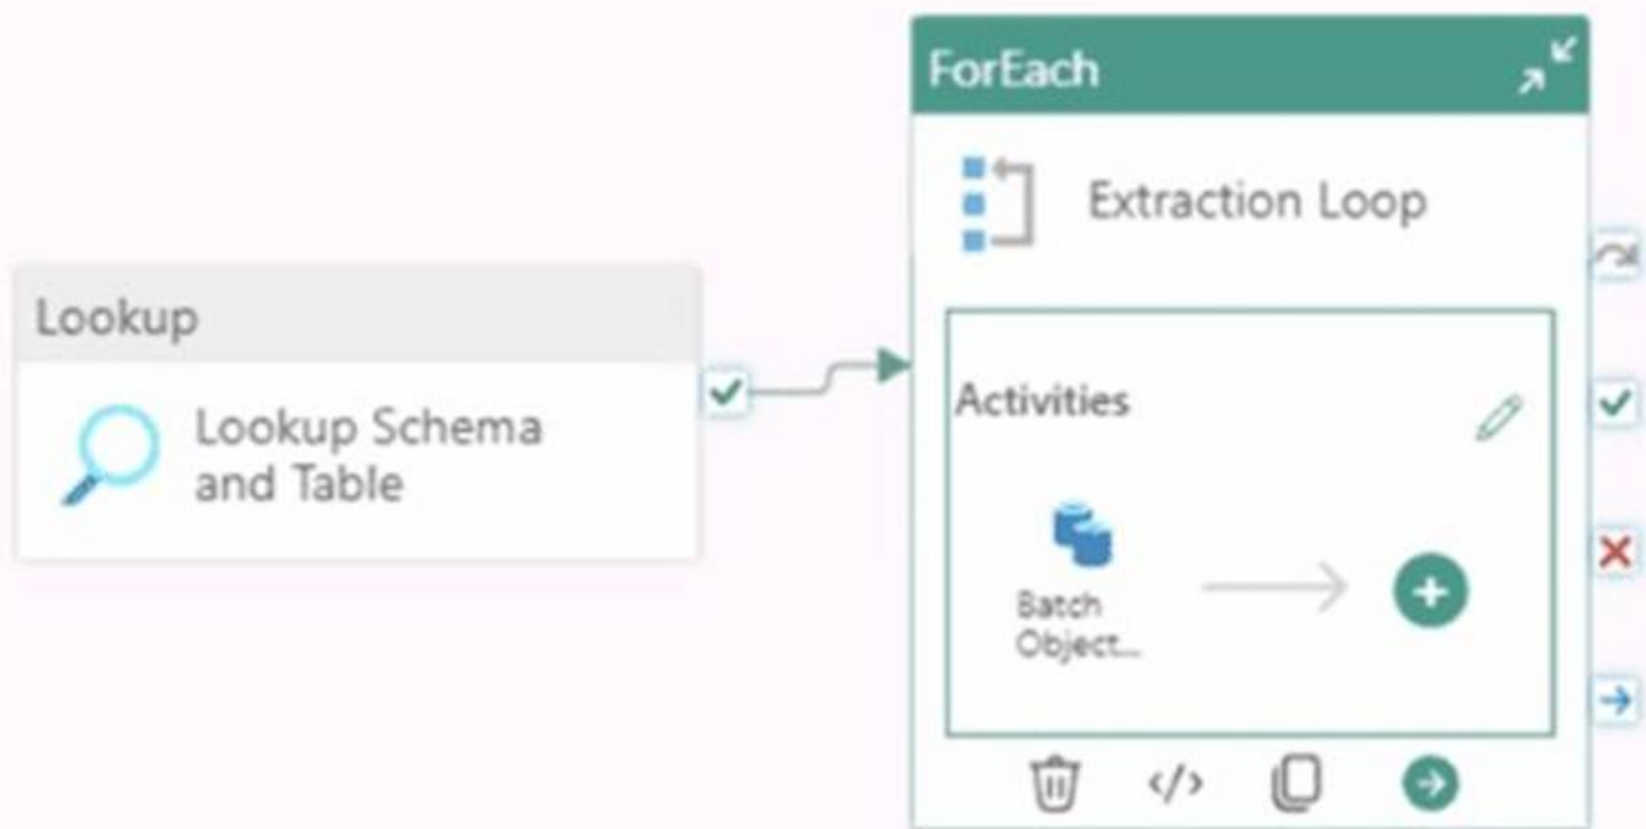 ForEach
Extraction Loop
Lookup
Lookup Schema
and Table
Activities
Batch
Object...